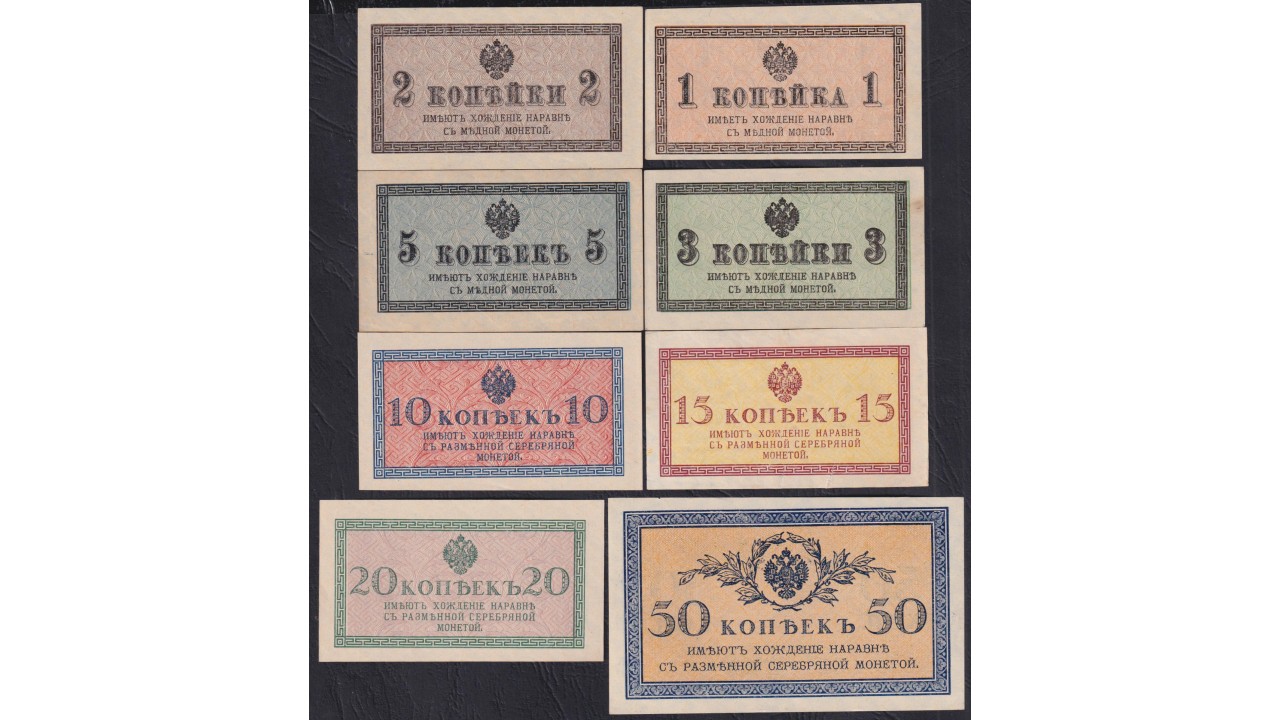 2 КОПѢЙКИ 2
ИМѢЮТЪ ХОЖДЕНІЕ НАРАВНѢ
СЪ МѢДНОЙ МОНЕТОЙ.
1 КОПѢЙКА 1
ИМѢЕТЪ ХОЖДЕНІЕ НАРАВНѢ
СЪ МѢДНОЙ МОНЕТОЙ.
5 КОПѢЕКЪ 5
ИМѢЮТЪ ХОЖДЕНІЕ НАРАВНѢ
СЪ МѢДНОЙ МОНЕТОЙ.
3 КОПѢЙКИ 3
ИМѢЮТЪ ХОЖДЕНІЕ НАРАВНѢ
СЪ МѢДНОЙ МОНЕТОЙ.
10 КОПѢЕКЪ 10
ИМѢЮТЪ ХОЖДЕНІЕ НАРАВНѢ
СЪ РАЗМѢННОЙ СЕРЕБРЯНОЙ
МОНЕТОЙ.
15 КОПѢЕКЪ 15
ИМѢЮТЪ ХОЖДЕНІЕ НАРАВНѢ
СЪ РАЗМѢННОЙ СЕРЕБРЯНОЙ
МОНЕТОЙ.
20 КОПѢЕКЪ 20
ИМѢЮТЪ ХОЖДЕНІЕ НАРАВНѢ
СЪ РАЗМѢННОЙ СЕРЕБРЯНОЙ
МОНЕТОЙ.
50 КОПѢЕКЪ 50
ИМѢЮТЪ ХОЖДЕНІЕ НАРАВНѢ
СЪ РАЗМѢННОЙ СЕРЕБРЯНОЙ МОНЕТОЙ.